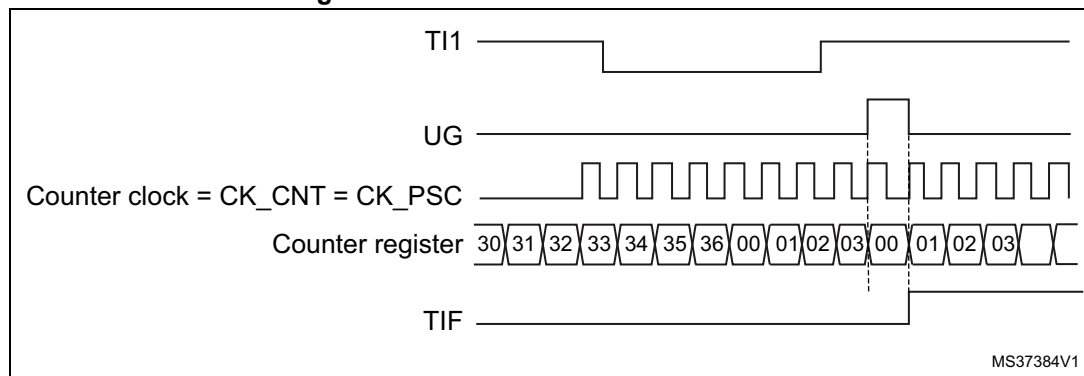 TI1
UG
Counter clock = CK_CNT = CK_PSC
Counter register 30 31 32 33 34 35 36 00 01 02 03 00 01 02 03
TIF
MS37384V1